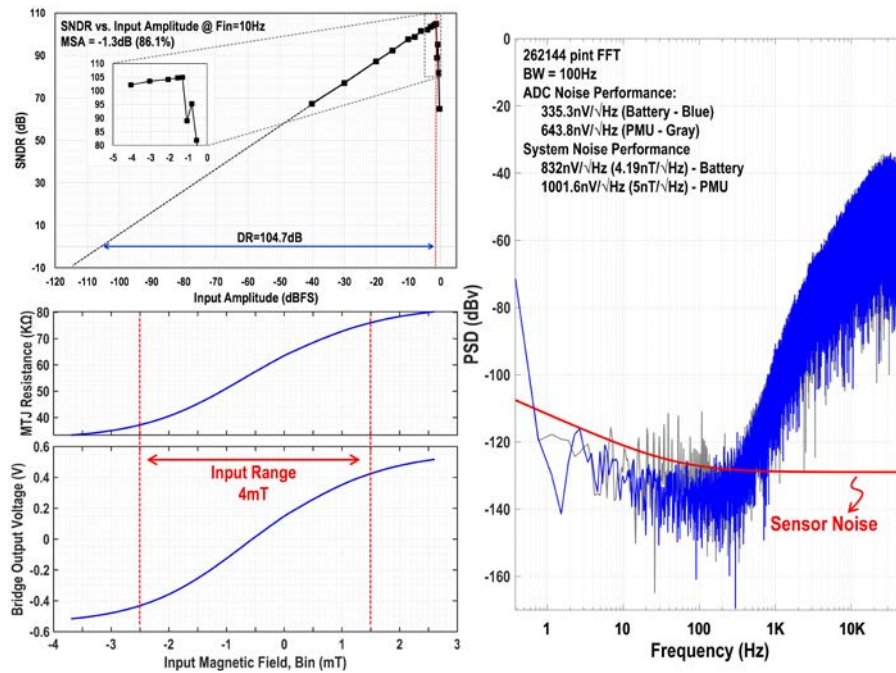 SNDR vs. Input Amplitude @ Fin=10Hz
MSA = -1.3dB (86.1%)
110
90
70
50
30
10
-10
SNDR (dB)
105
100
95
90
85
80
-5 -4 -3 -2 -1 0
DR=104.7dB
-120 -110 -100 -90 -80 -70 -60 -50 -40 -30 -20 -10 0
Input Amplitude (dBFS)
80
60
40
MTJ Resistance (KΩ)
0.6
0.4
0.2
0
-0.2
-0.4
-0.6
Bridge Output Voltage (V)
Input Range
4mT
-4 -3 -2 -1 0 1 2 3
Input Magnetic Field, Bin (mT)
262144 pint FFT
BW = 100Hz
ADC Noise Performance:
335.3nV/√Hz (Battery - Blue)
643.8nV/√Hz (PMU - Gray)
System Noise Performance
832nV/√Hz (4.19nT/√Hz) - Battery
1001.6nV/√Hz (5nT/√Hz) - PMU
0
-40
-60
-80
-100
-120
-140
-160
PSD (dBv)
Sensor Noise
1 10 100 1K 10K
Frequency (Hz)